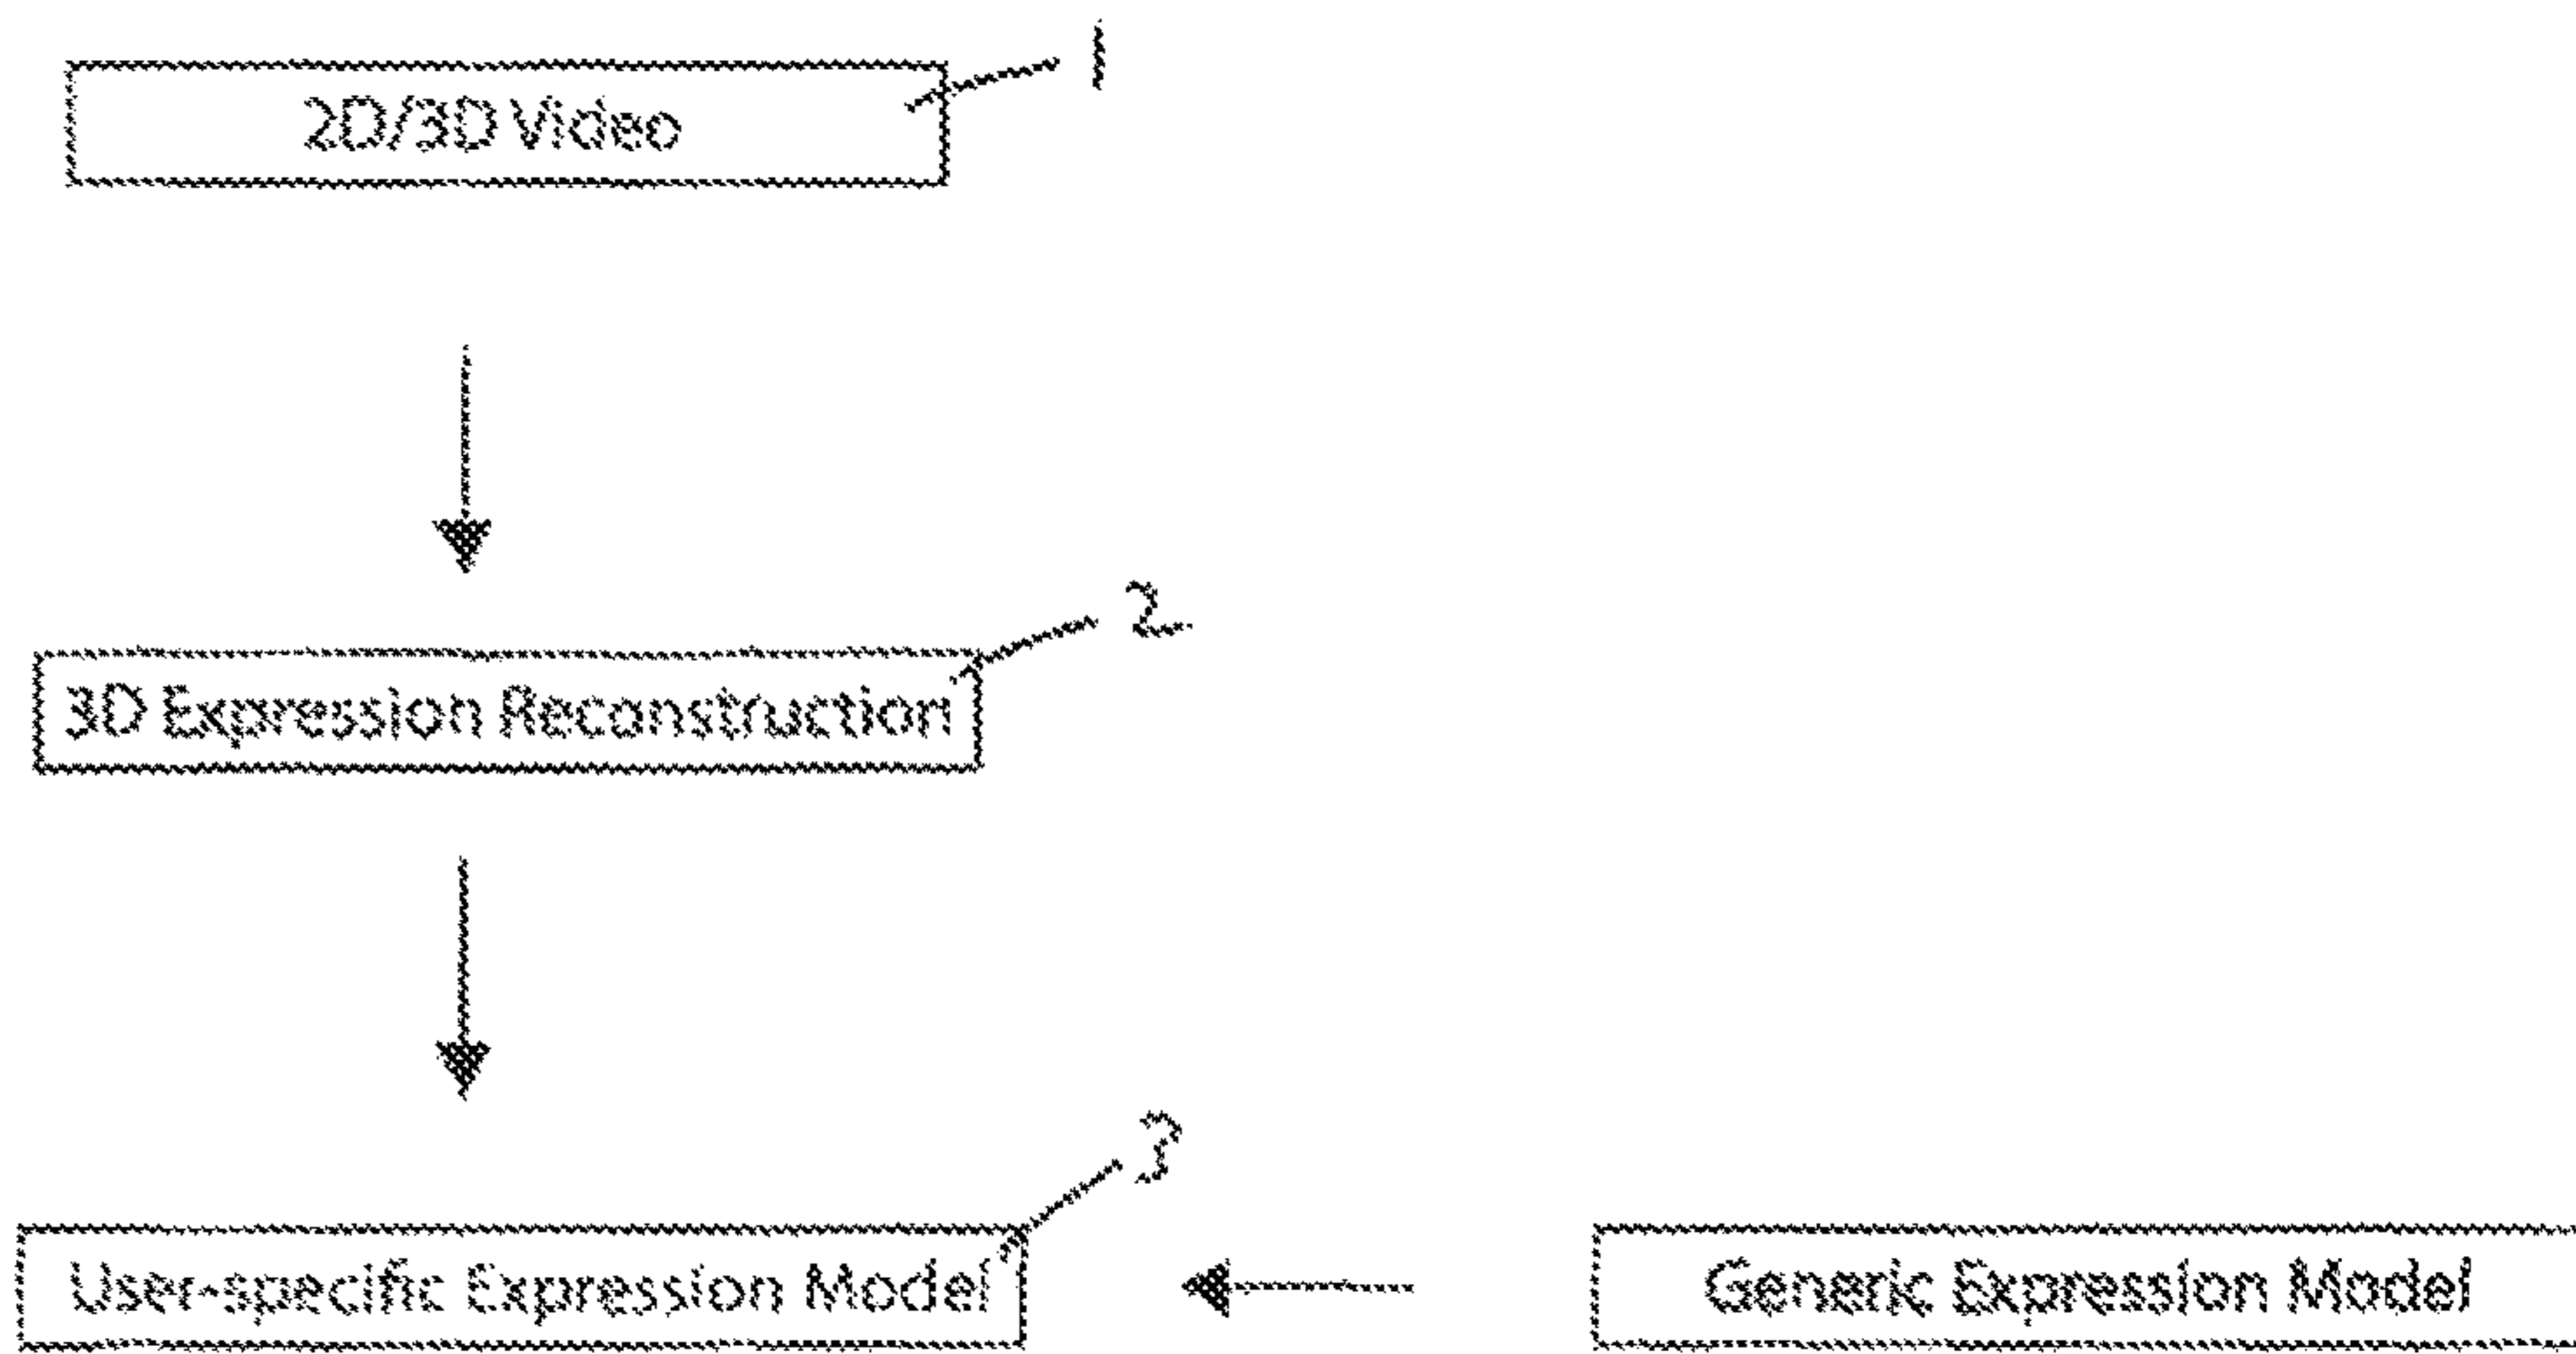 1
2D/3D Video
2
3D Expression Reconstruction
3
User-specific Expression Model
Generic Expression Model